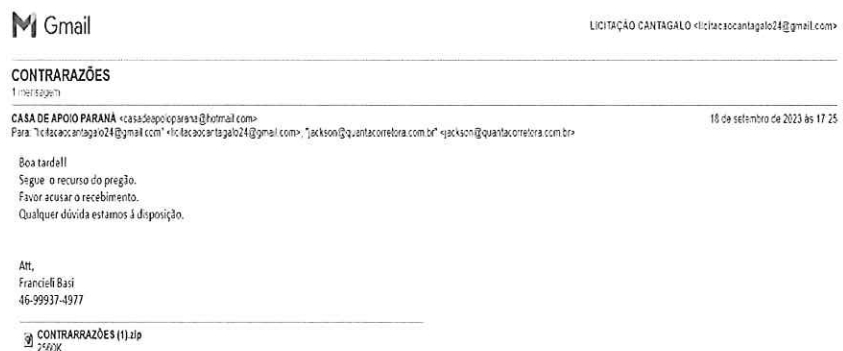 Gmail
LICITAÇÃO CANTAGALO <licitacaocantagalo24@gmail.com>
CONTRARAZÕES
1 mensagem
CASA DE APOIO PARANÁ <casadeapoioparana@hotmail.com>
18 de setembro de 2023 às 17:25
Para: "licitacaocantagalo24@gmail.com" <licitacaocantagalo24@gmail.com>, "jackson@quantacorretora.com.br" <jackson@quantacorretora.com.br>
Boa tarde!!
Segue o recurso do pregão.
Favor acusar o recebimento.
Qualquer dúvida estamos á disposição.
Att,
Francieli Basi
46-99937-4977
CONTRARRAZÕES (1).zip
2560K